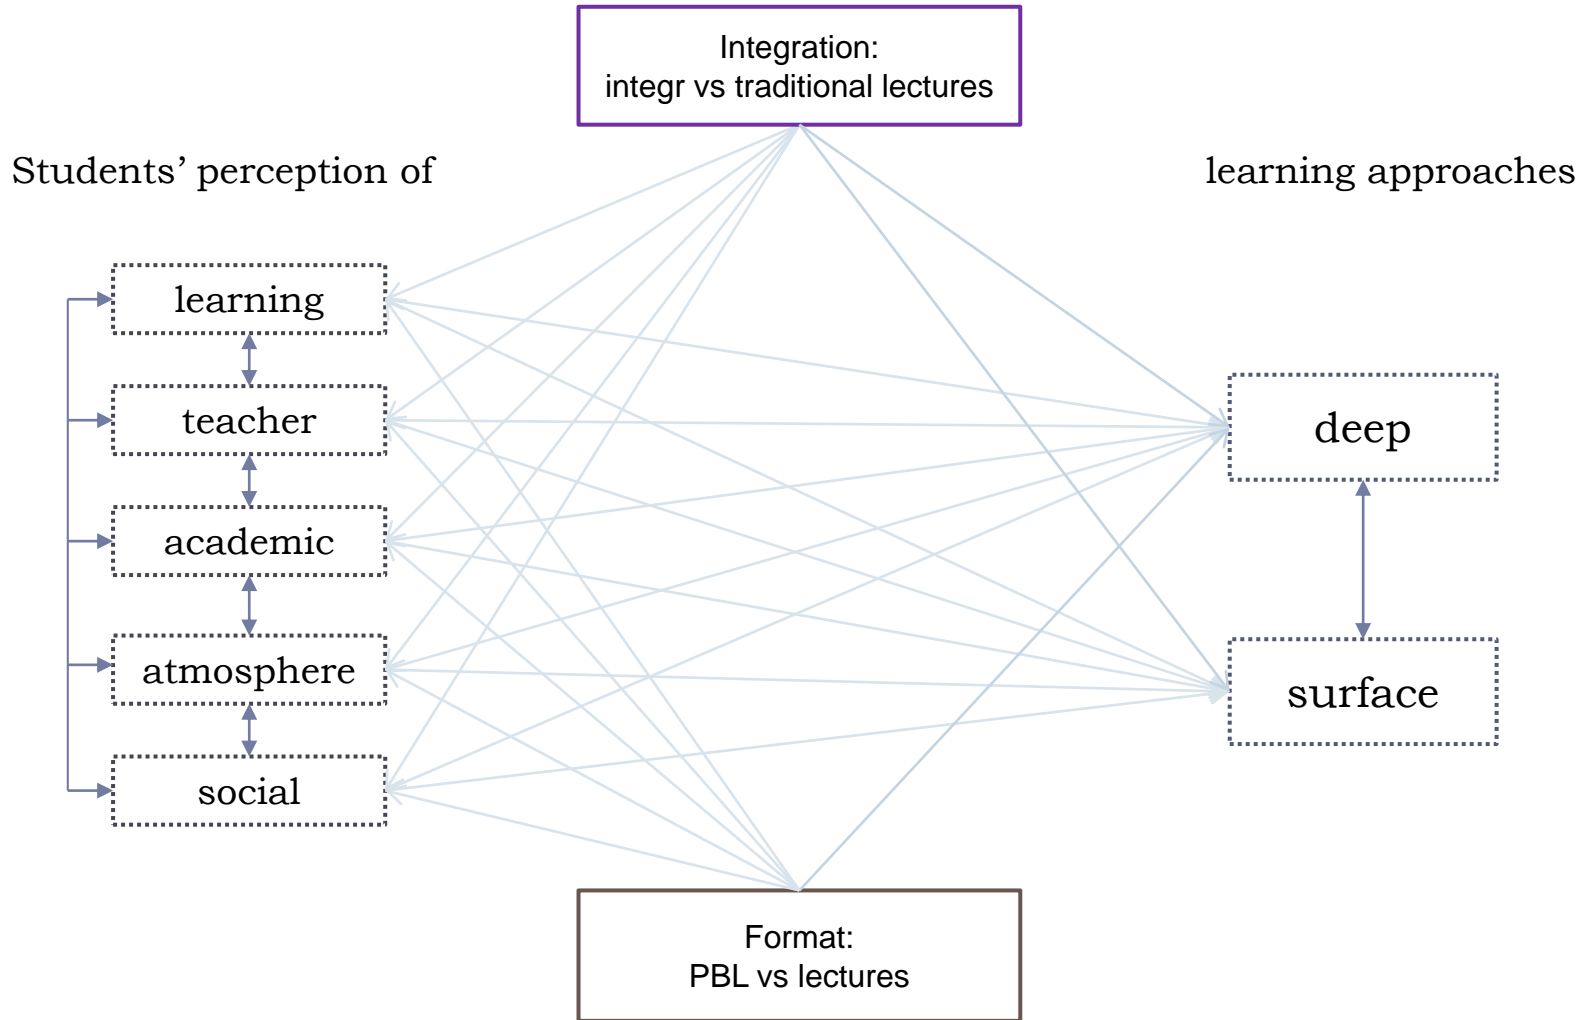 Integration:
integr vs traditional lectures
Students’ perception of
learning approaches
learning
teacher
academic
atmosphere
social
deep
surface
Format:
PBL vs lectures